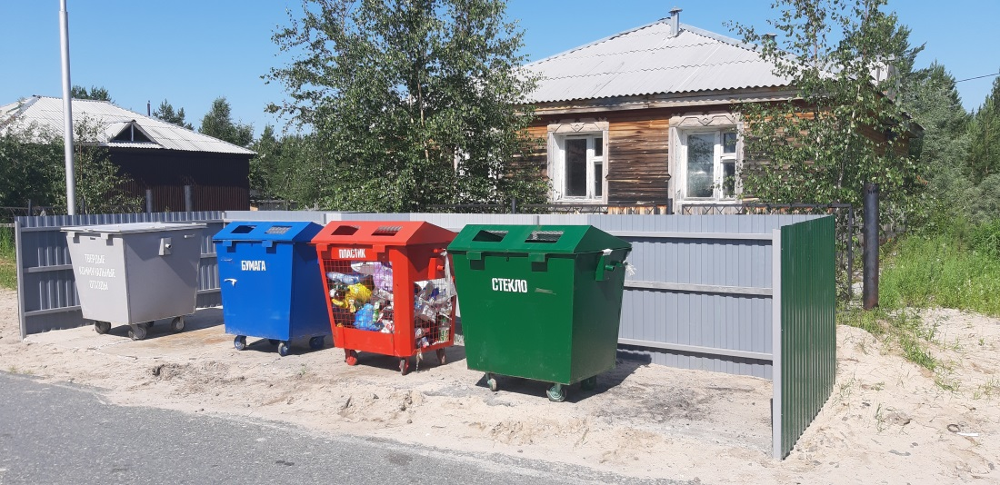 ТВЕРДЫЕ
КОММУНАЛЬНЫЕ
ОТХОДЫ
БУМАГА
ПЛАСТИК
СТЕКЛО